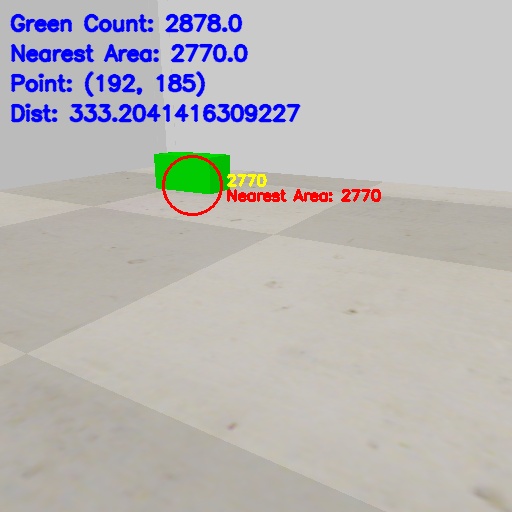 Green Count: 2878.0
Nearest Area: 2770.0
Point: (192, 185)
Dist: 333.2041416309227
2770
Nearest Area: 2770